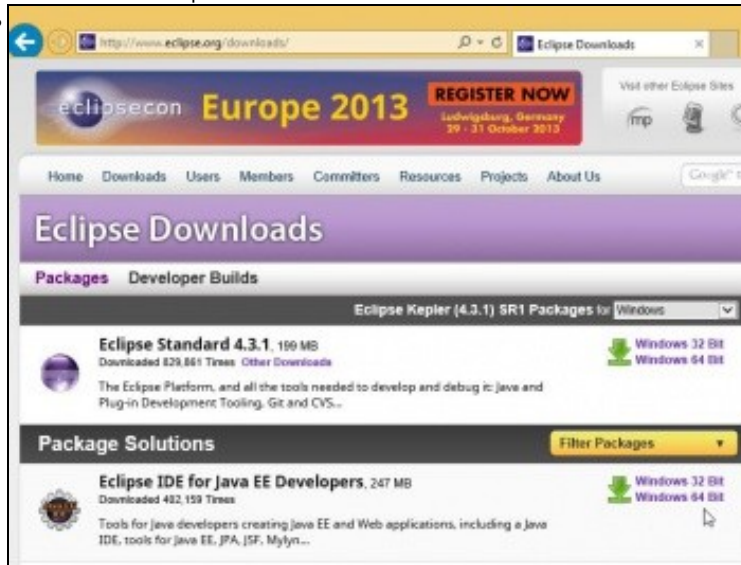 http://www.eclipse.org/downloads/
Eclipse Downloads
eclipsecon Europe 2013
REGISTER NOW
Ludwigsburg, Germany
29 - 31 October 2013
Visit other Eclipse Sites
Home Downloads Users Members Committers Resources Projects About Us
Eclipse Downloads
Packages Developer Builds
Eclipse Kepler (4.3.1) SR1 Packages for Windows
Eclipse Standard 4.3.1, 199 MB
Downloaded 829,861 Times Other Downloads
The Eclipse Platform, and all the tools needed to develop and debug it: Java and
Plug-in Development Tooling, Git and CVS...
Windows 32 Bit
Windows 64 Bit
Package Solutions
Filter Packages
Eclipse IDE for Java EE Developers, 247 MB
Downloaded 402,159 Times
Tools for Java developers creating Java EE and Web applications, including a Java
IDE, tools for Java EE, JPA, JSF, Mylyn...
Windows 32 Bit
Windows 64 Bit